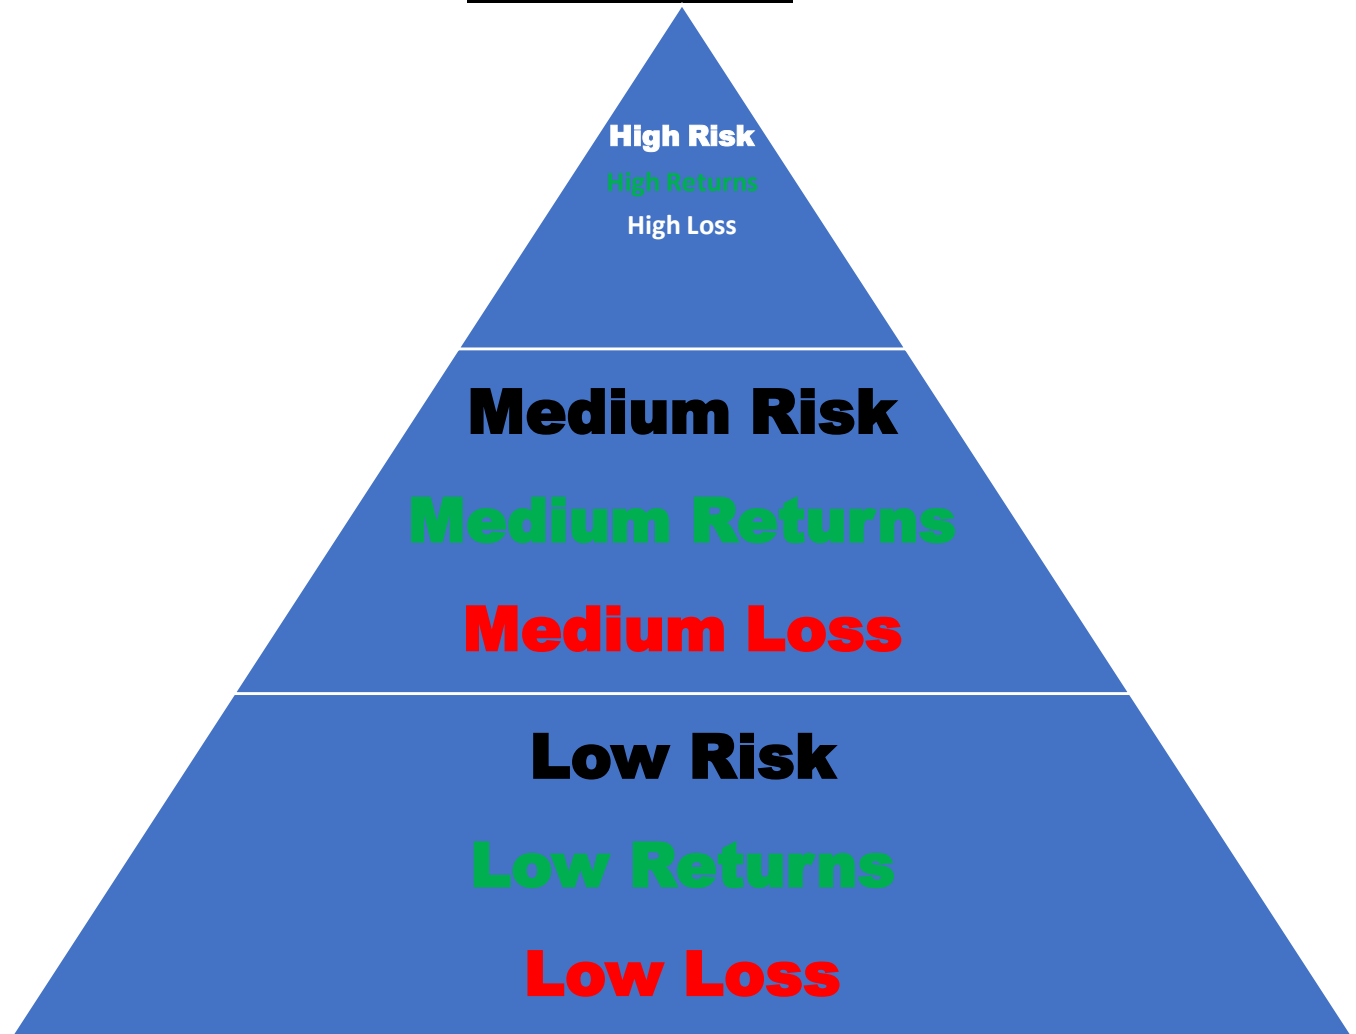 High Risk
High Returns
High Loss
Medium Risk
Medium Returns
Medium Loss
Low Risk
Low Returns
Low Loss